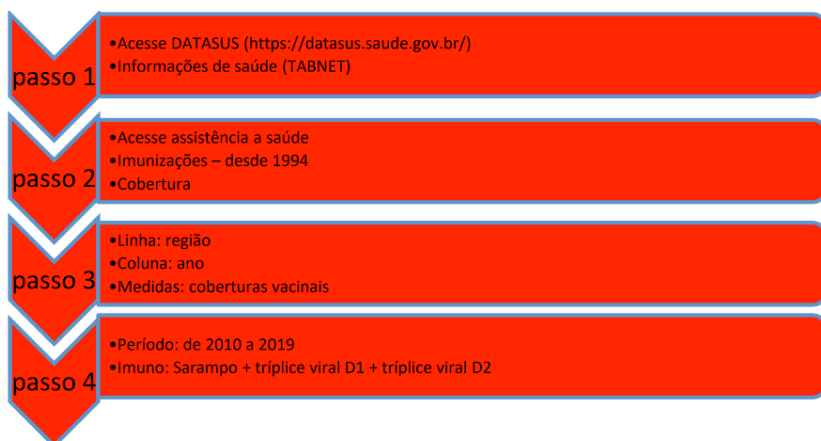 passo 1
•Acesse DATASUS (https://datasus.saude.gov.br/)
•Informações de saúde (TABNET)
passo 2
•Acesse assistência a saúde
•Imunizações – desde 1994
•Cobertura
passo 3
•Linha: região
•Coluna: ano
•Medidas: coberturas vacinais
passo 4
•Período: de 2010 a 2019
•Imuno: Sarampo + tríplice viral D1 + tríplice viral D2